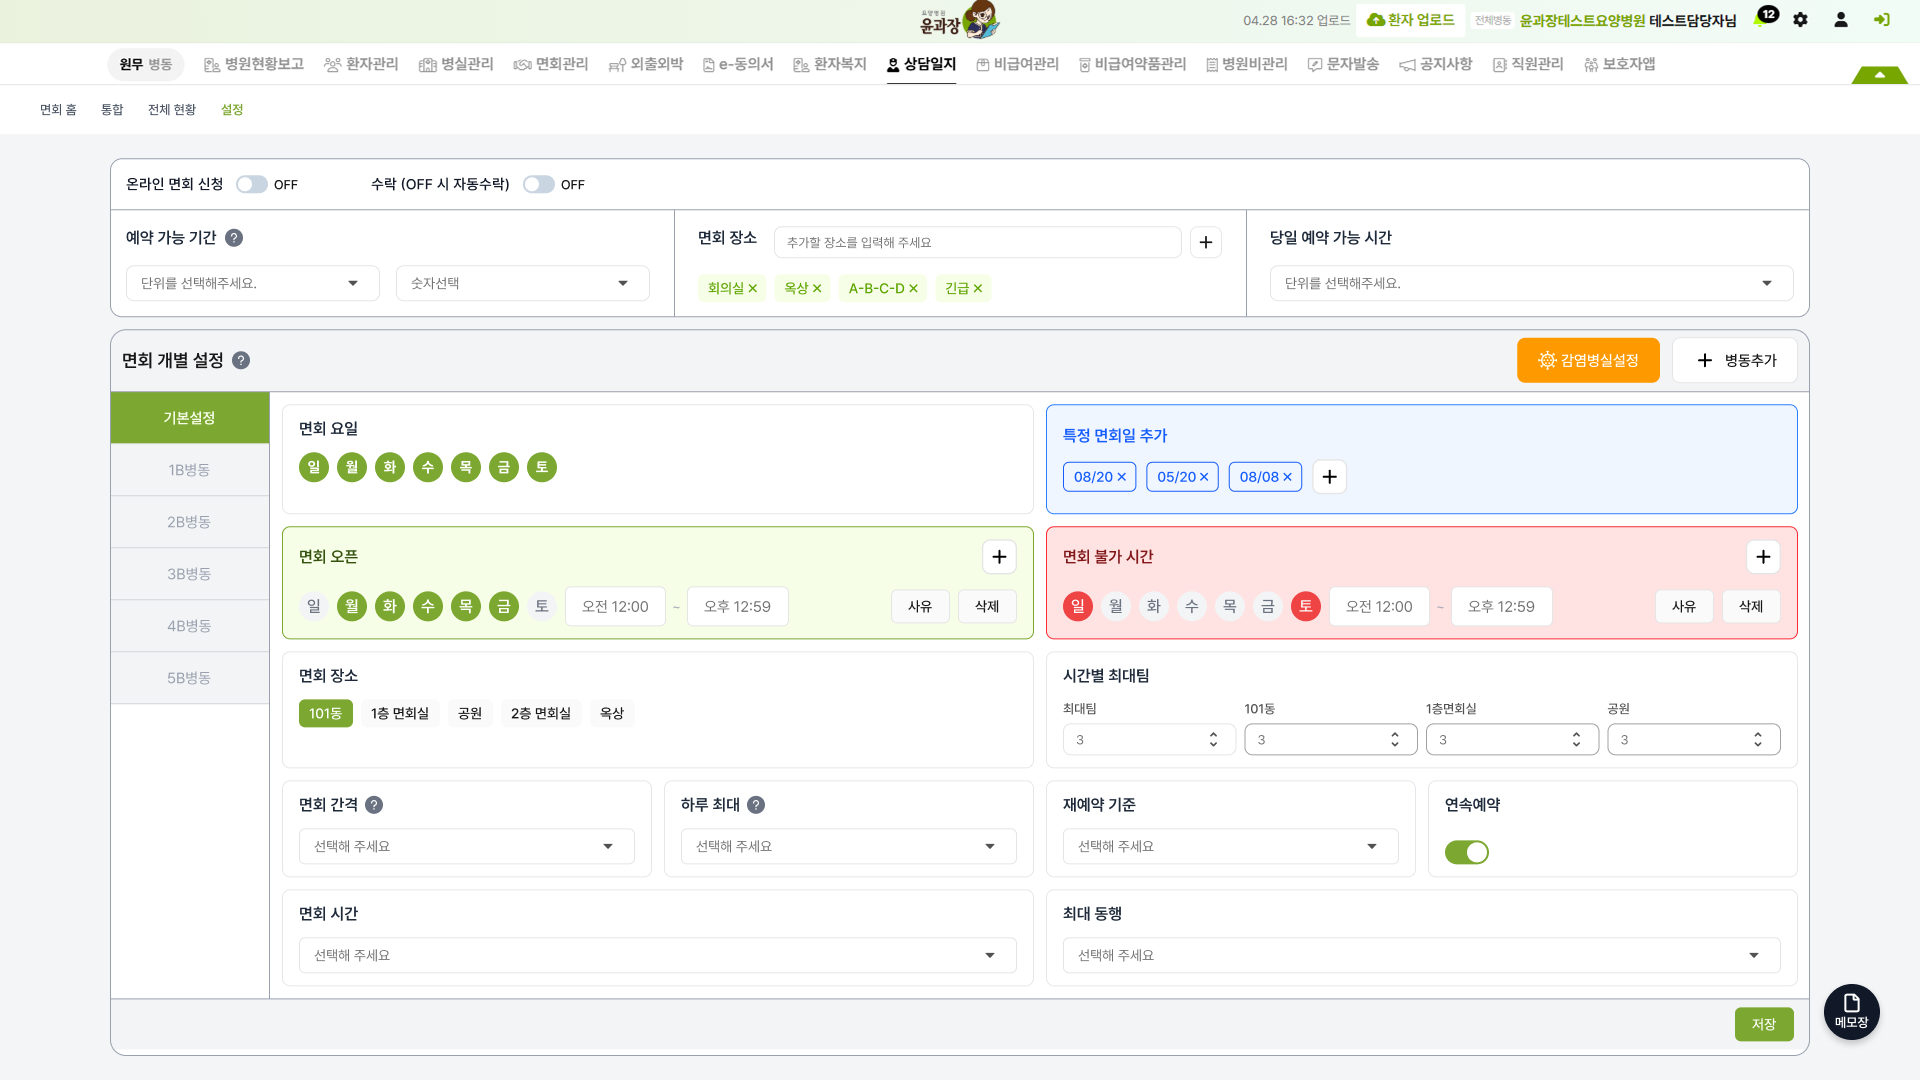 요양병원
윤과장
04.28 16:32 업로드
환자 업로드
전체병동
윤과장테스트요양병원 테스트담당자님
12
원무 병동
병원현황보고
환자관리
병실관리
면회관리
외출외박
e-동의서
환자복지
상담일지
비급여관리
비급여약품관리
병원비관리
문자발송
공지사항
직원관리
보호자앱
면회 홈
통합
전체 현황
설정
온라인 면회 신청
OFF
수락 (OFF 시 자동수락)
OFF
예약 가능 기간 ?
단위를 선택해주세요.
숫자선택
면회 장소
추가할 장소를 입력해 주세요
+
회의실 ×
옥상 ×
A-B-C-D ×
긴급 ×
당일 예약 가능 시간
단위를 선택해주세요.
면회 개별 설정 ?
감염병실설정
+ 병동추가
기본설정
1B병동
2B병동
3B병동
4B병동
5B병동
면회 요일
일 월 화 수 목 금 토
특정 면회일 추가
08/20 ×
05/20 ×
08/08 ×
+
면회 오픈
+
일 월 화 수 목 금 토
오전 12:00 ~ 오후 12:59
사유
삭제
면회 불가 시간
+
일 월 화 수 목 금 토
오전 12:00 ~ 오후 12:59
사유
삭제
면회 장소
101동
1층 면회실
공원
2층 면회실
옥상
시간별 최대팀
최대팀
101동
1층면회실
공원
3
3
3
3
면회 간격 ?
선택해 주세요
하루 최대 ?
선택해 주세요
재예약 기준
선택해 주세요
연속예약
면회 시간
선택해 주세요
최대 동행
선택해 주세요
저장
메모장